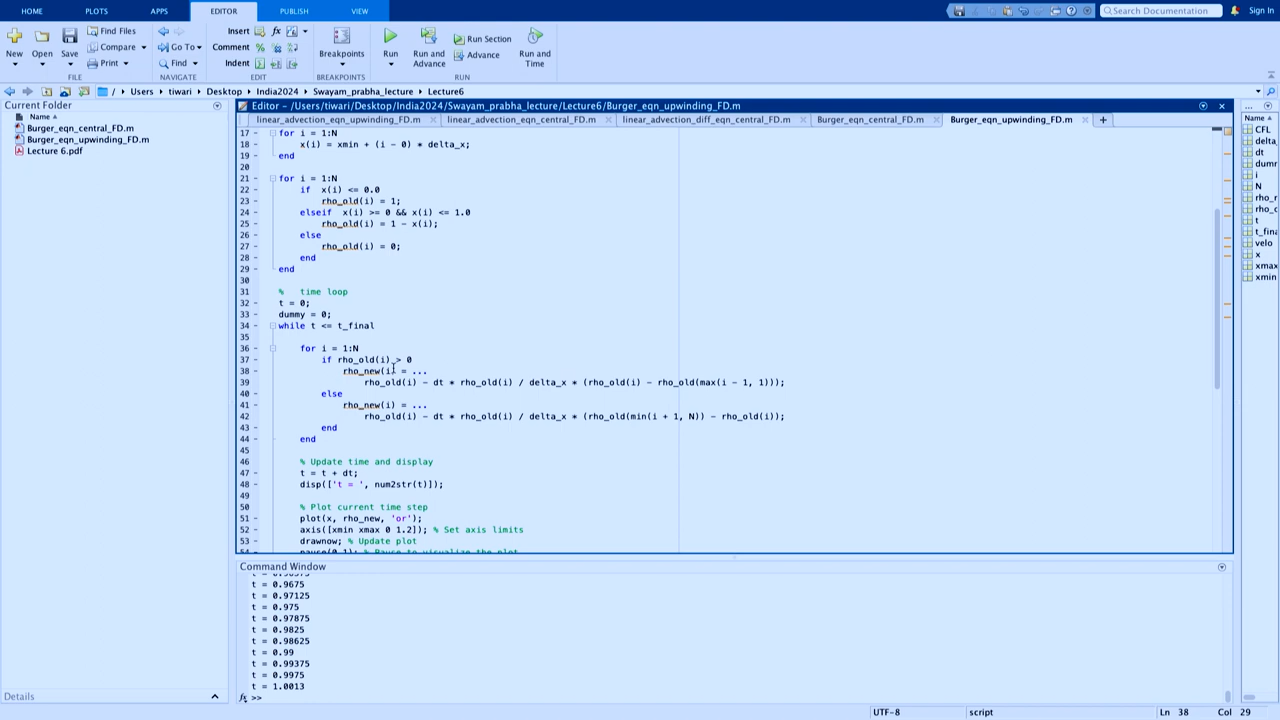 HOME PLOTS APPS EDITOR PUBLISH VIEW
Search Documentation Sign In
New Open Save Find Files Compare Print Go To Find Insert fx Comment % Indent Breakpoints Run Run and Advance Run Section Advance Run and Time
FILE NAVIGATE EDIT BREAKPOINTS RUN
/ Users tiwari Desktop India2024 Swayam_prabha_lecture Lecture6
Current Folder
Name
Burger_eqn_central_FD.m
Burger_eqn_upwinding_FD.m
Lecture 6.pdf
Details
Editor - /Users/tiwari/Desktop/India2024/Swayam_prabha_lecture/Lecture6/Burger_eqn_upwinding_FD.m
linear_advection_eqn_upwinding_FD.m linear_advection_eqn_central_FD.m linear_advection_diff_eqn_central_FD.m Burger_eqn_central_FD.m Burger_eqn_upwinding_FD.m
17 for i = 1:N
18 x(i) = xmin + (i - 0) * delta_x;
19 end
20
21 for i = 1:N
22 if x(i) <= 0.0
23 rho_old(i) = 1;
24 elseif x(i) >= 0 && x(i) <= 1.0
25 rho_old(i) = 1 - x(i);
26 else
27 rho_old(i) = 0;
28 end
29 end
30
31 % time loop
32 t = 0;
33 dummy = 0;
34 while t <= t_final
35
36 for i = 1:N
37 if rho_old(i) > 0
38 rho_new(i) = ...
39 rho_old(i) - dt * rho_old(i) / delta_x * (rho_old(i) - rho_old(max(i - 1, 1)));
40 else
41 rho_new(i) = ...
42 rho_old(i) - dt * rho_old(i) / delta_x * (rho_old(min(i + 1, N)) - rho_old(i));
43 end
44 end
45
46 % Update time and display
47 t = t + dt;
48 disp(['t = ', num2str(t)]);
49
50 % Plot current time step
51 plot(x, rho_new, 'or');
52 axis([xmin xmax 0 1.2]); % Set axis limits
53 drawnow; % Update plot
54 pause(0.1); % Pause to visualize the plot
Command Window
t = 0.9675
t = 0.97125
t = 0.975
t = 0.97875
t = 0.9825
t = 0.98625
t = 0.99
t = 0.99375
t = 0.9975
t = 1.0013
fx >>
...
Name
CFL
delta_
dt
dumm
i
N
t
t_fina
velo
x
xmax
xmin
UTF-8 script Ln 38 Col 29